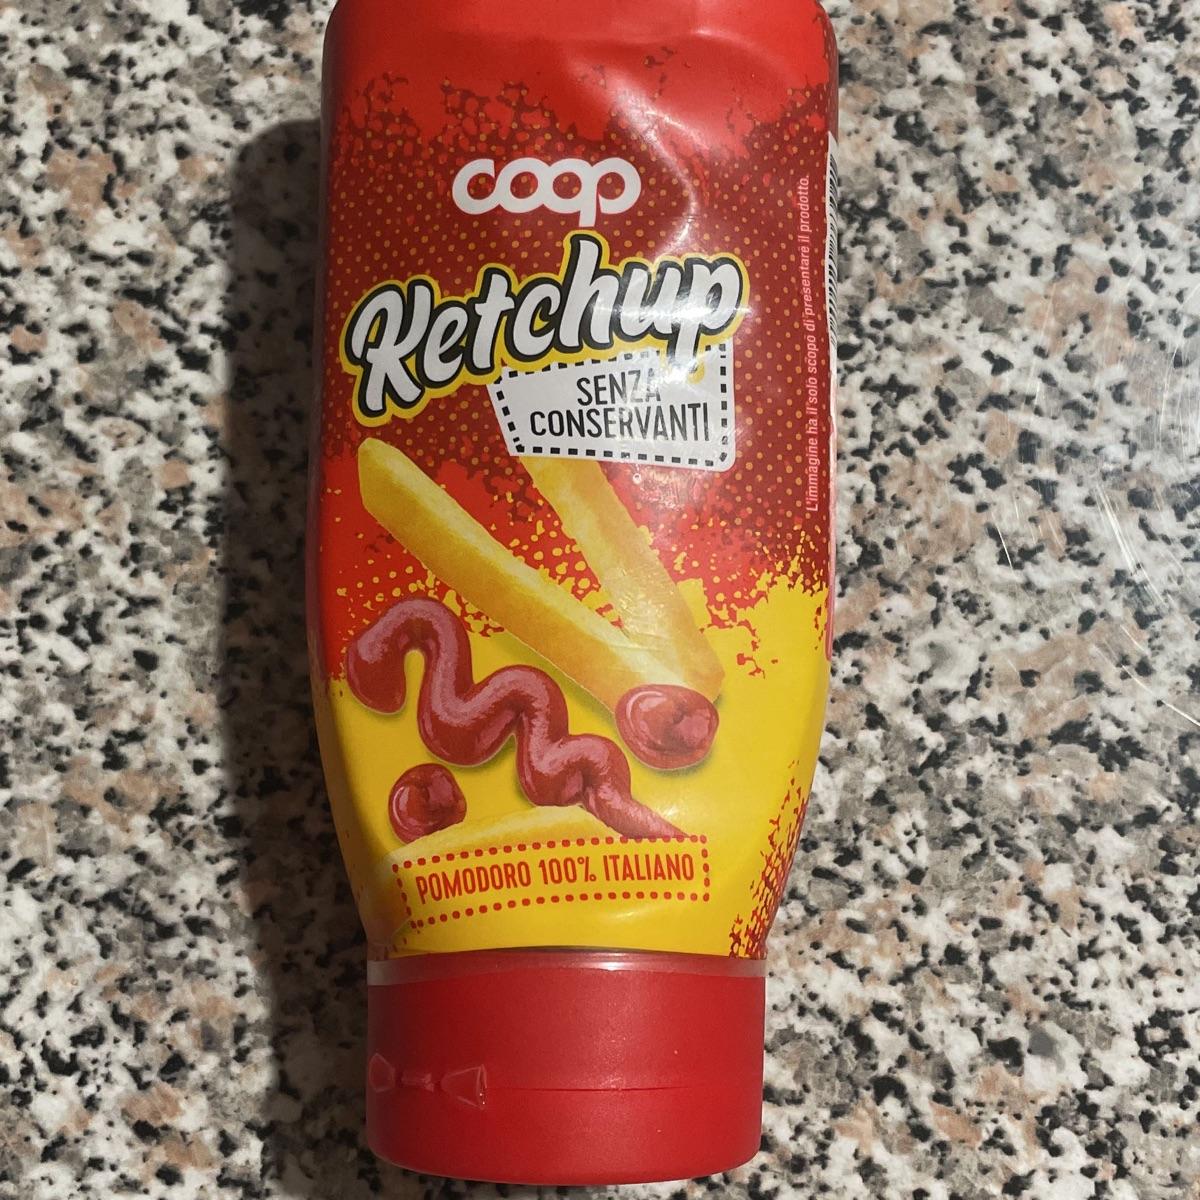 coop
Ketchup
SENZA
CONSERVANTI
L'immagine ha il solo scopo di presentare il prodotto.
POMODORO 100% ITALIANO